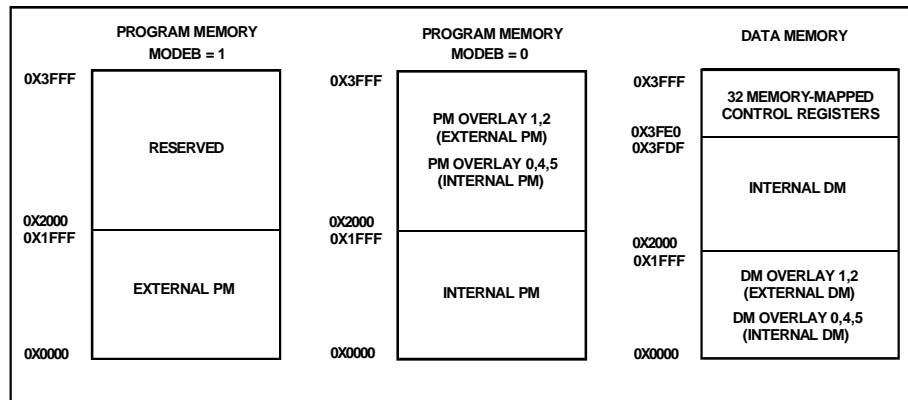 PROGRAM MEMORY
MODEB = 1
0X3FFF
RESERVED
0X2000
0X1FFF
EXTERNAL PM
0X0000
PROGRAM MEMORY
MODEB = 0
0X3FFF
PM OVERLAY 1,2
(EXTERNAL PM)
PM OVERLAY 0,4,5
(INTERNAL PM)
0X2000
0X1FFF
INTERNAL PM
0X0000
DATA MEMORY
0X3FFF
32 MEMORY-MAPPED
CONTROL REGISTERS
0X3FE0
0X3FDF
INTERNAL DM
0X2000
0X1FFF
DM OVERLAY 1,2
(EXTERNAL DM)
DM OVERLAY 0,4,5
(INTERNAL DM)
0X0000